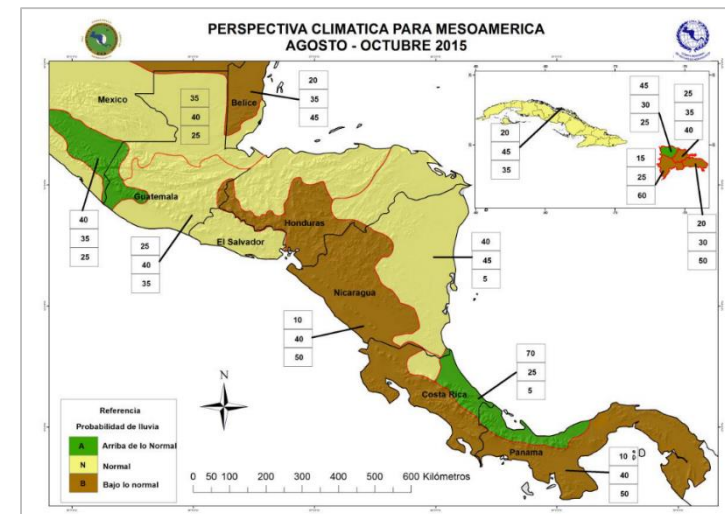 PERSPECTIVA CLIMATICA PARA MESOAMERICA
AGOSTO - OCTUBRE 2015
Mexico
35
40
25
Belice
20
35
45
20
45
35
45
30
25
25
35
40
15
25
60
20
30
50
Guatemala
40
35
25
25
40
35
El Salvador
Honduras
Nicaragua
40
45
5
10
40
50
70
25
5
Costa Rica
Panama
10
40
50
N
Referencia
Probabilidad de lluvia
A Arriba de lo Normal
N Normal
B Bajo lo normal
0 50 100 200 300 400 500 600 Kilómetros